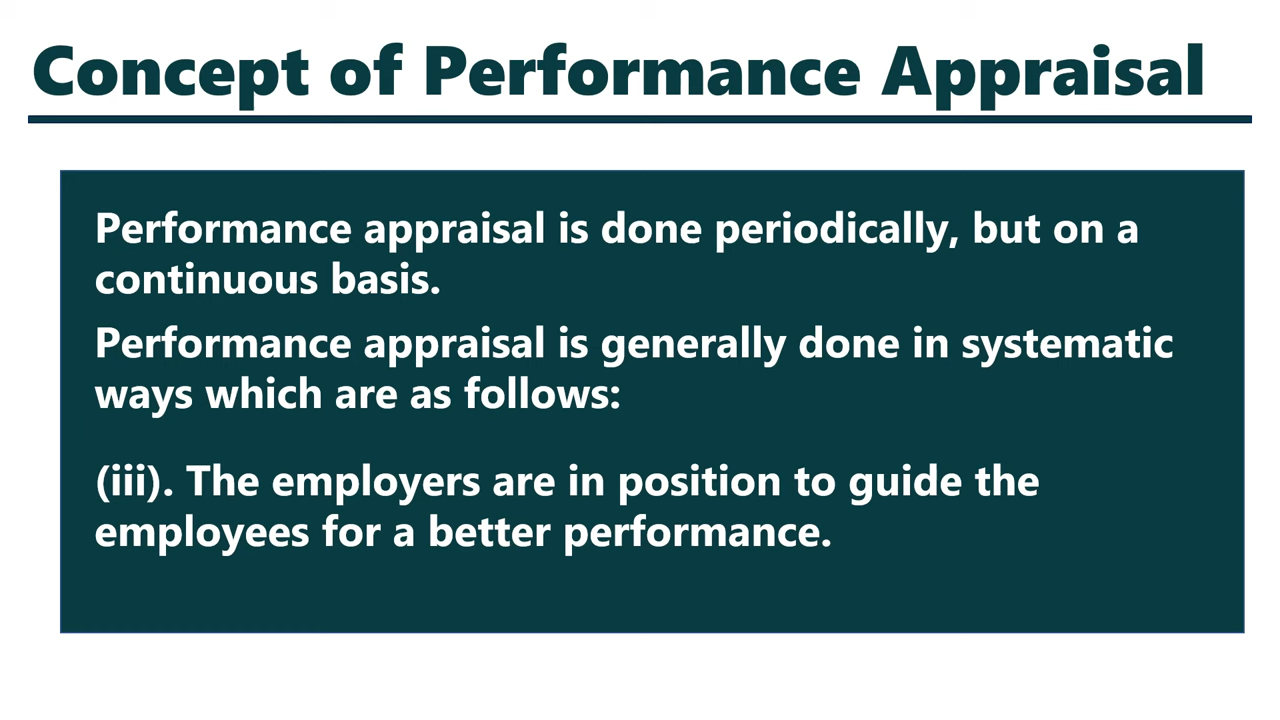 Concept of Performance Appraisal
Performance appraisal is done periodically, but on a
continuous basis.
Performance appraisal is generally done in systematic
ways which are as follows:
(iii). The employers are in position to guide the
employees for a better performance.